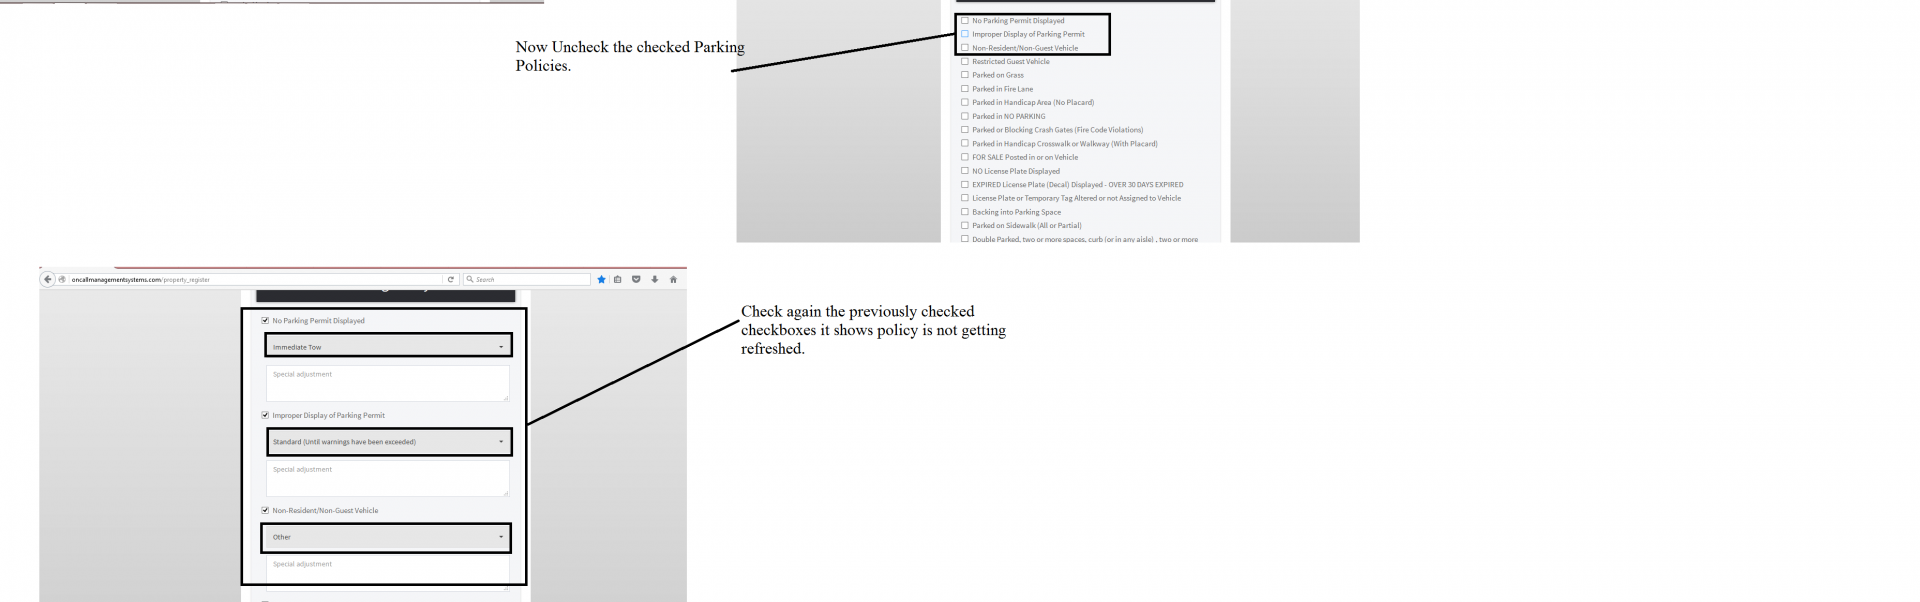 Now Uncheck the checked Parking
Policies.
No Parking Permit Displayed
Improper Display of Parking Permit
Non-Resident/Non-Guest Vehicle
Restricted Guest Vehicle
Parked on Grass
Parked in Fire Lane
Parked in Handicap Area (No Placard)
Parked in NO PARKING
Parked or Blocking Crash Gates (Fire Code Violations)
Parked in Handicap Crosswalk or Walkway (With Placard)
FOR SALE Posted in or on Vehicle
NO License Plate Displayed
EXPIRED License Plate (Decal) Displayed - OVER 30 DAYS EXPIRED
License Plate or Temporary Tag Altered or not Assigned to Vehicle
Backing into Parking Space
Parked on Sidewalk (All or Partial)
Double Parked, two or more spaces, curb (or in any aisle) , two or more
oncallmanagementsystems.com/property_register
Search
No Parking Permit Displayed
Immediate Tow
Special adjustment
Improper Display of Parking Permit
Standard (Until warnings have been exceeded)
Special adjustment
Non-Resident/Non-Guest Vehicle
Other
Special adjustment
Check again the previously checked
checkboxes it shows policy is not getting
refreshed.